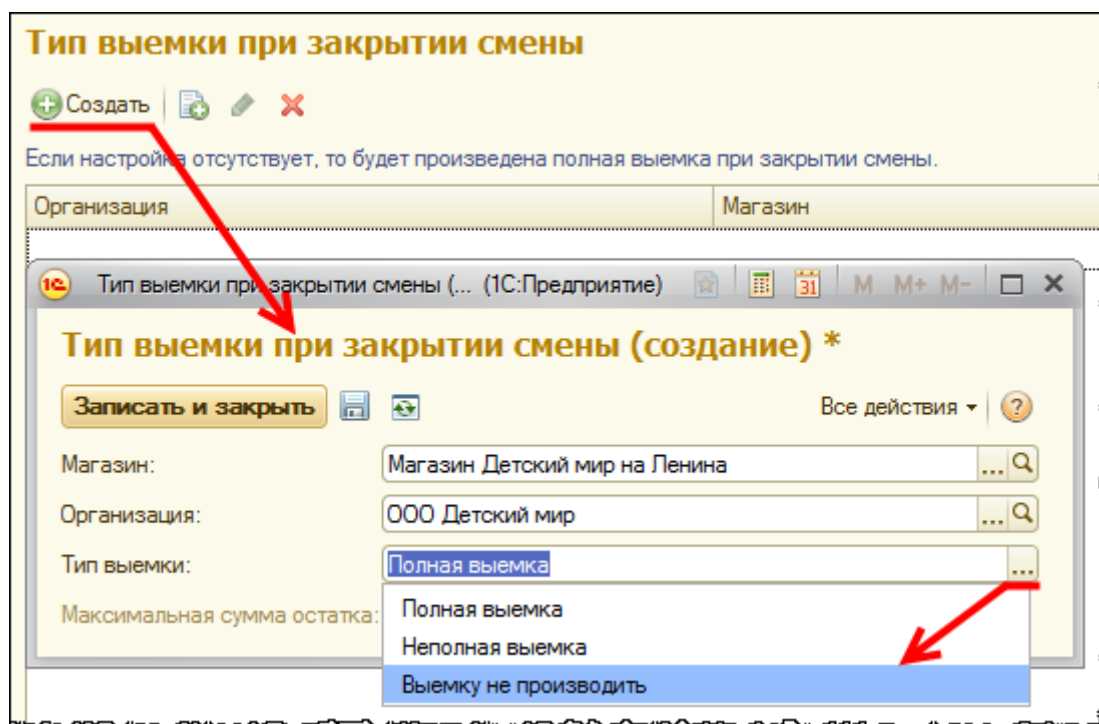 Тип выемки при закрытии смены
Создать
Если настройка отсутствует, то будет произведена полная выемка при закрытии смены.
Организация Магазин
1С Тип выемки при закрытии смены (... (1С:Предприятие) 31 M M+ M-
Тип выемки при закрытии смены (создание) *
Записать и закрыть Все действия ?
Магазин: Магазин Детский мир на Ленина ...
Организация: ООО Детский мир ...
Тип выемки: Полная выемка ...
Максимальная сумма остатка: Полная выемка
Неполная выемка
Выемку не производить